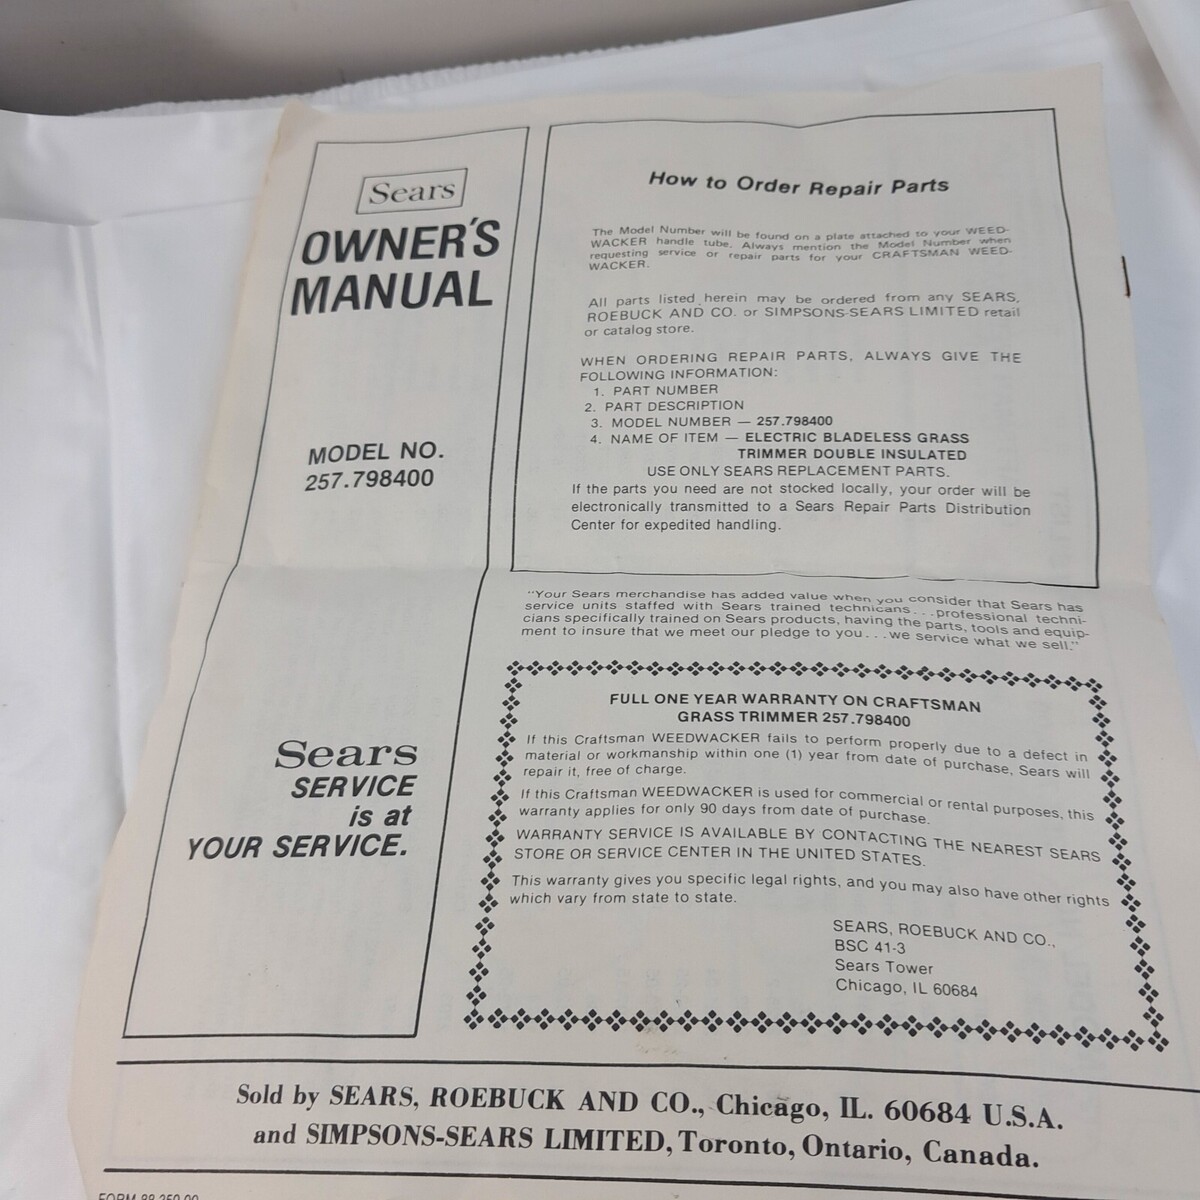 Sears
OWNER'S
MANUAL
MODEL NO.
257.798400
Sears
SERVICE
is at
YOUR SERVICE.
How to Order Repair Parts
The Model Number will be found on a plate attached to your WEED-
WACKER handle tube. Always mention the Model Number when
requesting service or repair parts for your CRAFTSMAN WEED-
WACKER.
All parts listed herein may be ordered from any SEARS,
ROEBUCK AND CO. or SIMPSONS-SEARS LIMITED retail
or catalog store.
WHEN ORDERING REPAIR PARTS, ALWAYS GIVE THE
FOLLOWING INFORMATION:
1. PART NUMBER
2. PART DESCRIPTION
3. MODEL NUMBER — 257.798400
4. NAME OF ITEM — ELECTRIC BLADELESS GRASS
TRIMMER DOUBLE INSULATED
USE ONLY SEARS REPLACEMENT PARTS.
If the parts you need are not stocked locally, your order will be
electronically transmitted to a Sears Repair Parts Distribution
Center for expedited handling.
"Your Sears merchandise has added value when you consider that Sears has
service units staffed with Sears trained technicans...professional techni-
cians specifically trained on Sears products, having the parts, tools and equip-
ment to insure that we meet our pledge to you...we service what we sell."
FULL ONE YEAR WARRANTY ON CRAFTSMAN
GRASS TRIMMER 257.798400
If this Craftsman WEEDWACKER fails to perform properly due to a defect in
material or workmanship within one (1) year from date of purchase, Sears will
repair it, free of charge.
If this Craftsman WEEDWACKER is used for commercial or rental purposes, this
warranty applies for only 90 days from date of purchase.
WARRANTY SERVICE IS AVAILABLE BY CONTACTING THE NEAREST SEARS
STORE OR SERVICE CENTER IN THE UNITED STATES.
This warranty gives you specific legal rights, and you may also have other rights
which vary from state to state.
SEARS, ROEBUCK AND CO.,
BSC 41-3
Sears Tower
Chicago, IL 60684
Sold by SEARS, ROEBUCK AND CO., Chicago, IL. 60684 U.S.A.
and SIMPSONS-SEARS LIMITED, Toronto, Ontario, Canada.
FORM